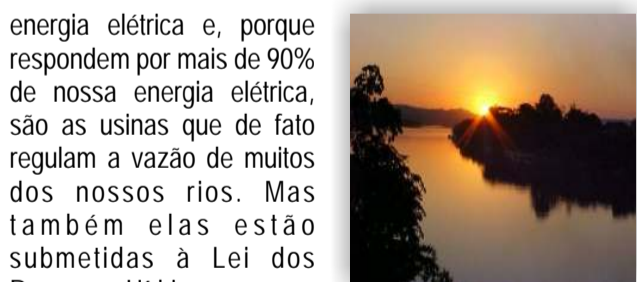 energia elétrica e, porque
respondem por mais de 90%
de nossa energia elétrica,
são as usinas que de fato
regulam a vazão de muitos
dos nossos rios. Mas
também elas estão
submetidas à Lei dos